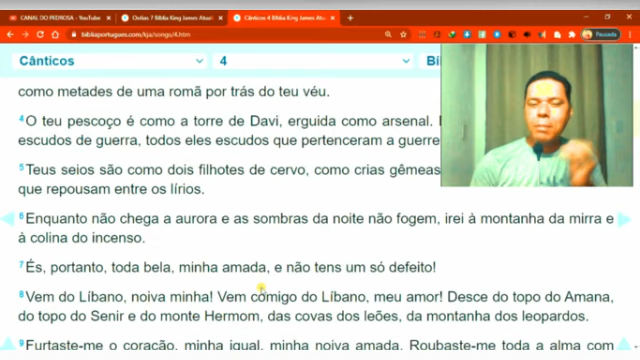 CANAL DO PEDROSA - YouTube
Oséias 7 Bíblia King James Atual
Cânticos 4 Bíblia King James Atu
bibliaportugues.com/kja/songs/4.htm
Pausada
Cânticos
4
como metades de uma romã por trás do teu véu.
4O teu pescoço é como a torre de Davi, erguida como arsenal.
escudos de guerra, todos eles escudos que pertenceram a guerre
5Teus seios são como dois filhotes de cervo, como crias gêmeas
que repousam entre os lírios.
6Enquanto não chega a aurora e as sombras da noite não fogem, irei à montanha da mirra e
à colina do incenso.
7És, portanto, toda bela, minha amada, e não tens um só defeito!
8Vem do Líbano, noiva minha! Vem comigo do Líbano, meu amor! Desce do topo do Amana,
do topo do Senir e do monte Hermom, das covas dos leões, da montanha dos leopardos.
9Furtaste-me o coração, minha igual, minha noiva amada. Roubaste-me toda a alma com